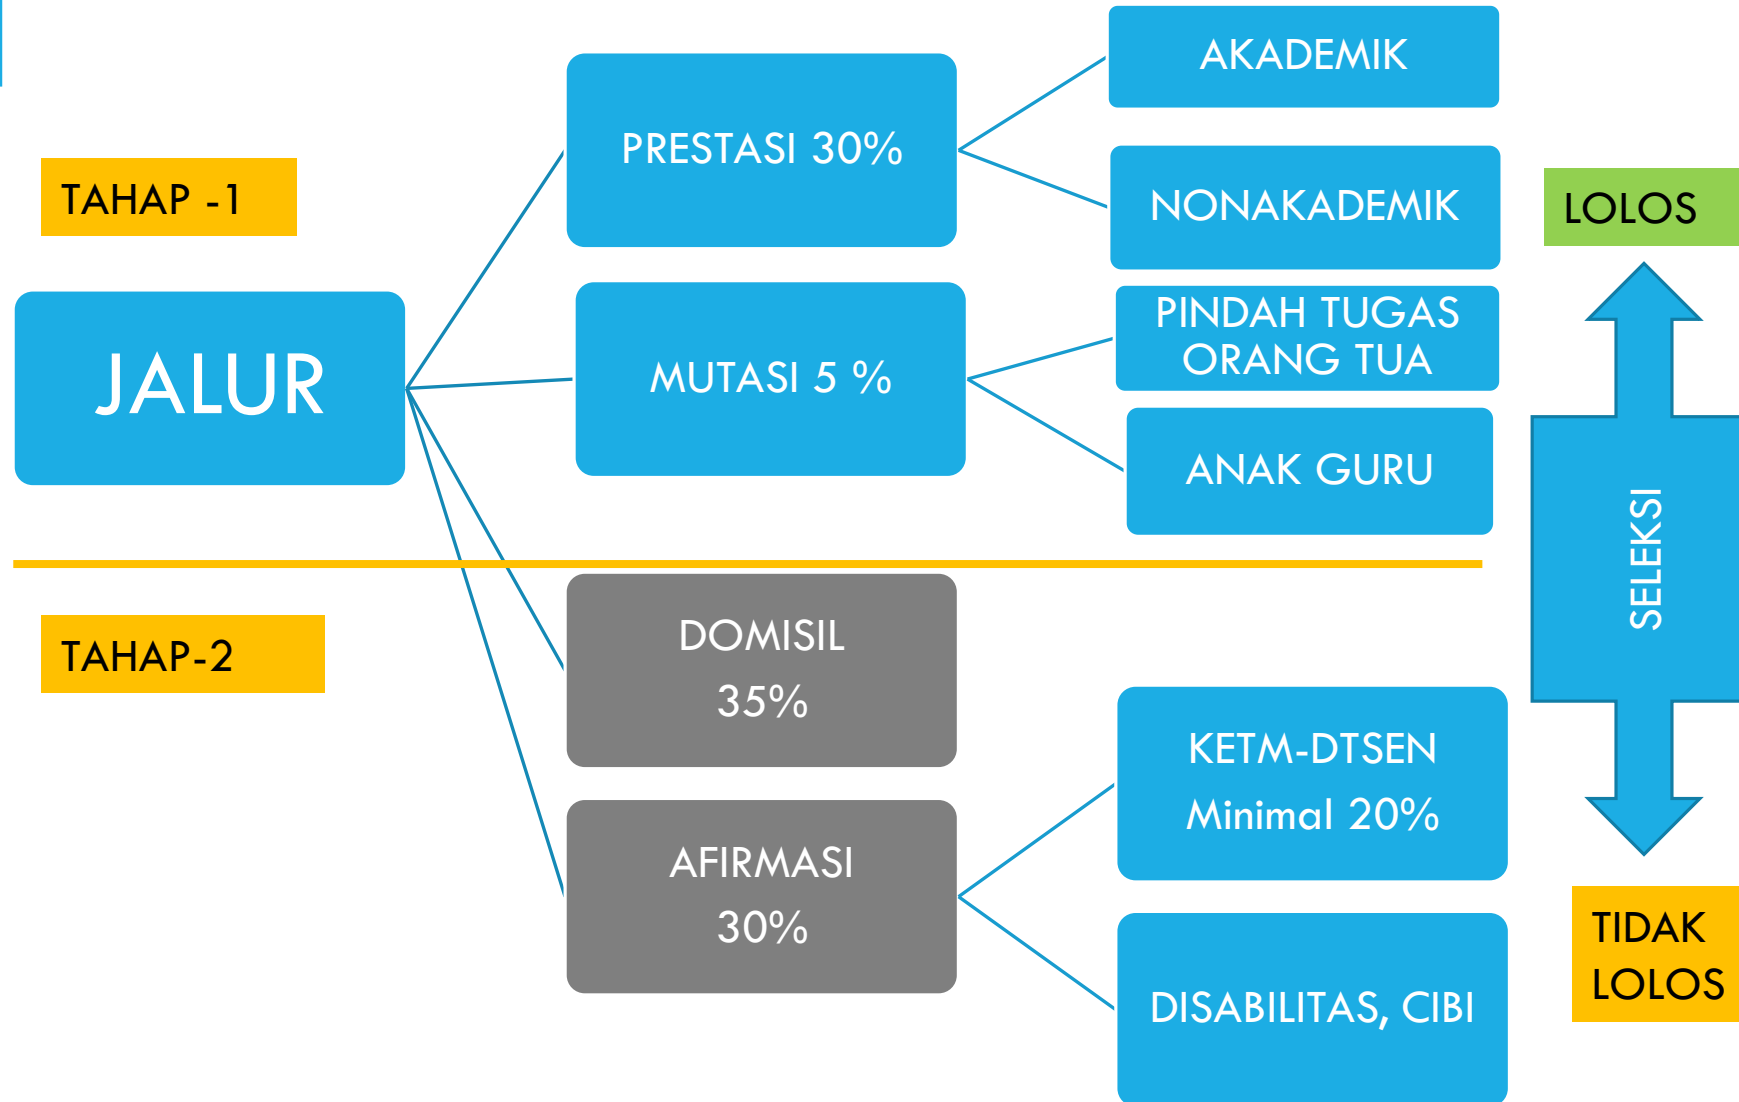 TAHAP -1
JALUR
PRESTASI 30%
AKADEMIK
NONAKADEMIK
MUTASI 5 %
PINDAH TUGAS
ORANG TUA
ANAK GURU
TAHAP-2
DOMISIL
35%
AFIRMASI
30%
KETM-DTSEN
Minimal 20%
DISABILITAS, CIBI
LOLOS
SELEKSI
TIDAK
LOLOS